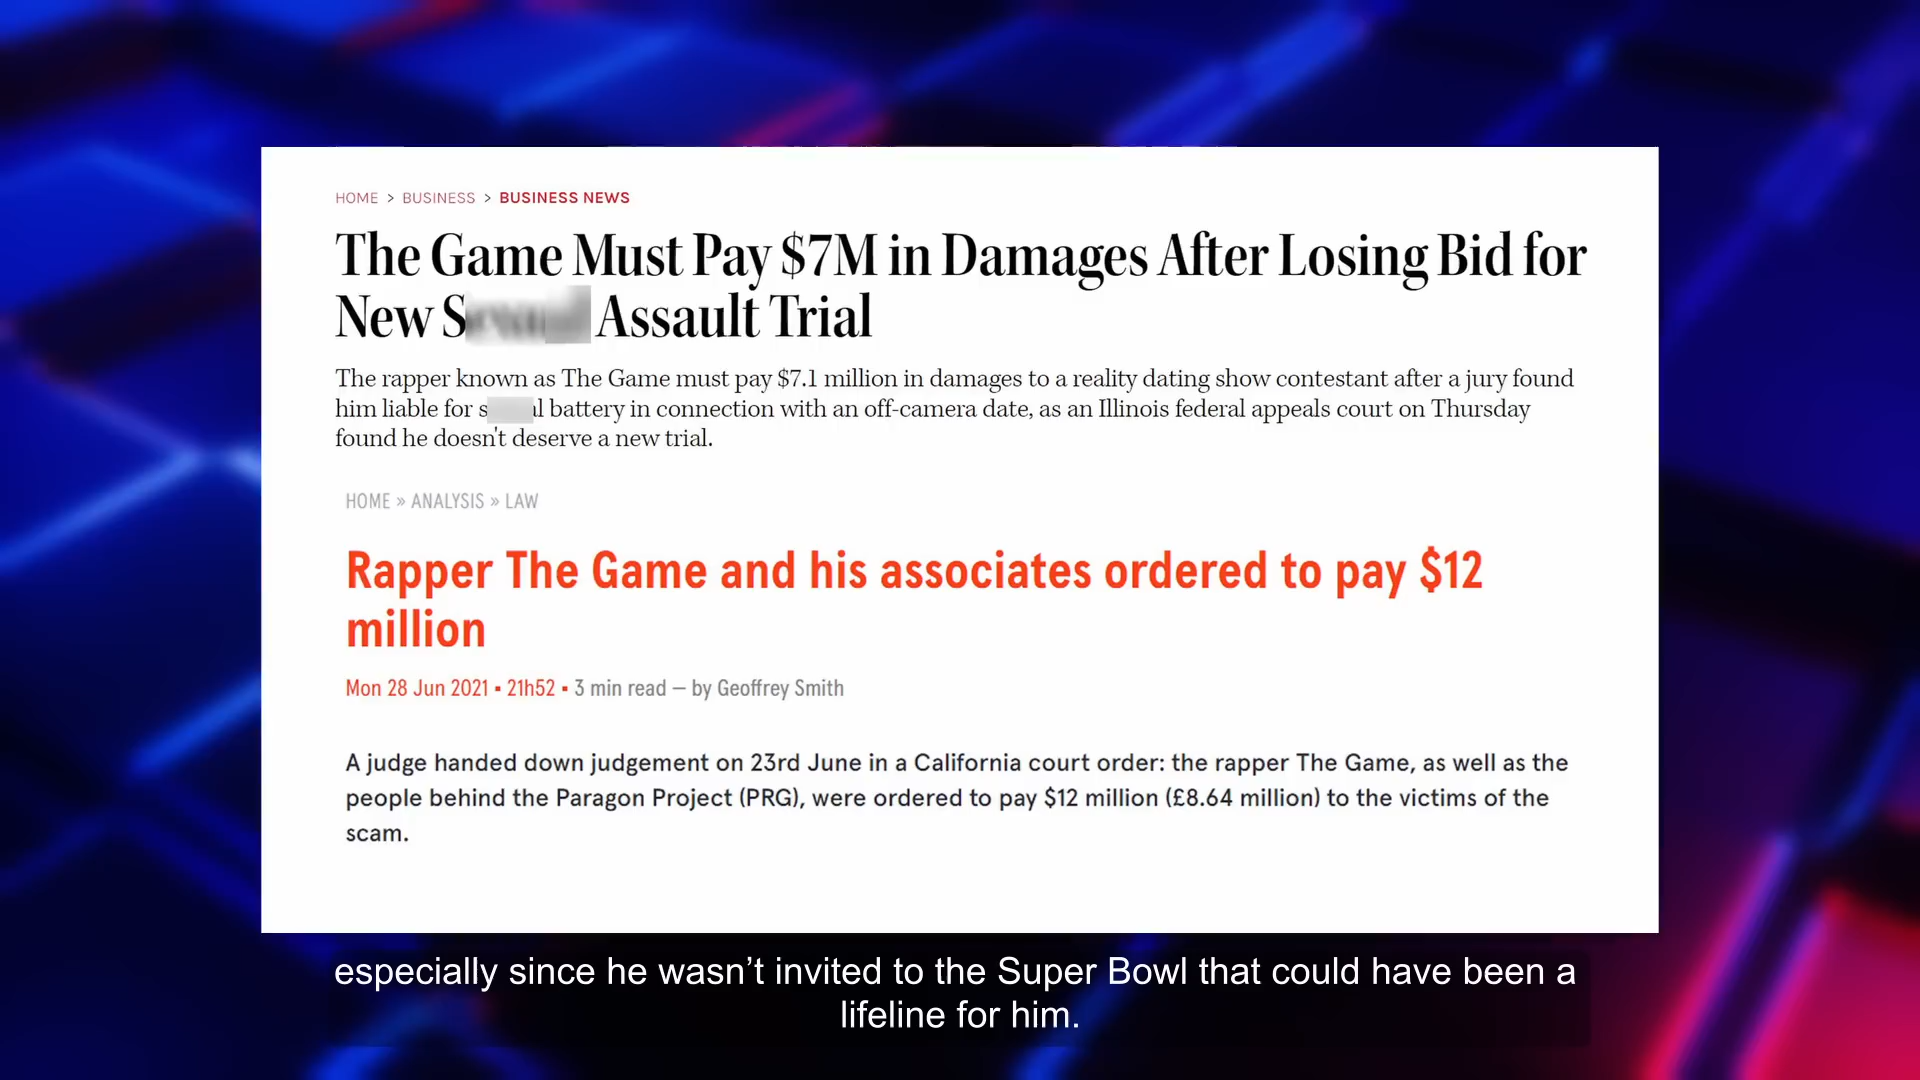 HOME > BUSINESS > BUSINESS NEWS
The Game Must Pay $7M in Damages After Losing Bid for
New Assault Trial
The rapper known as The Game must pay $7.1 million in damages to a reality dating show contestant after a jury found
him liable for battery in connection with an off-camera date, as an Illinois federal appeals court on Thursday
found he doesn't deserve a new trial.
HOME » ANALYSIS » LAW
Rapper The Game and his associates ordered to pay $12
million
Mon 28 Jun 2021 ▪ 21h52 ▪ 3 min read — by Geoffrey Smith
A judge handed down judgement on 23rd June in a California court order: the rapper The Game, as well as the
people behind the Paragon Project (PRG), were ordered to pay $12 million (£8.64 million) to the victims of the
scam.
especially since he wasn’t invited to the Super Bowl that could have been a
lifeline for him.